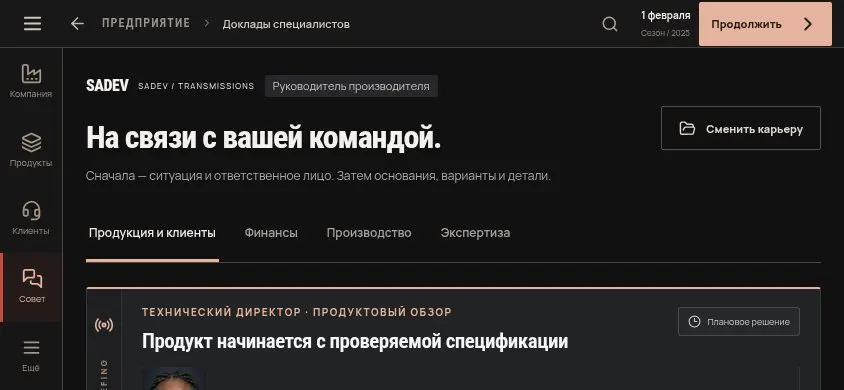 ПРЕДПРИЯТИЕ > Доклады специалистов
1 февраля
Сезон / 2025
Продолжить
Компания
Продукты
Клиенты
Совет
Ещё
SADEV SADEV / TRANSMISSIONS Руководитель производителя
На связи с вашей командой.
Сменить карьеру
Сначала — ситуация и ответственное лицо. Затем основания, варианты и детали.
Продукция и клиенты Финансы Производство Экспертиза
ТЕХНИЧЕСКИЙ ДИРЕКТОР · ПРОДУКТОВЫЙ ОБЗОР
Плановое решение
Продукт начинается с проверяемой спецификации